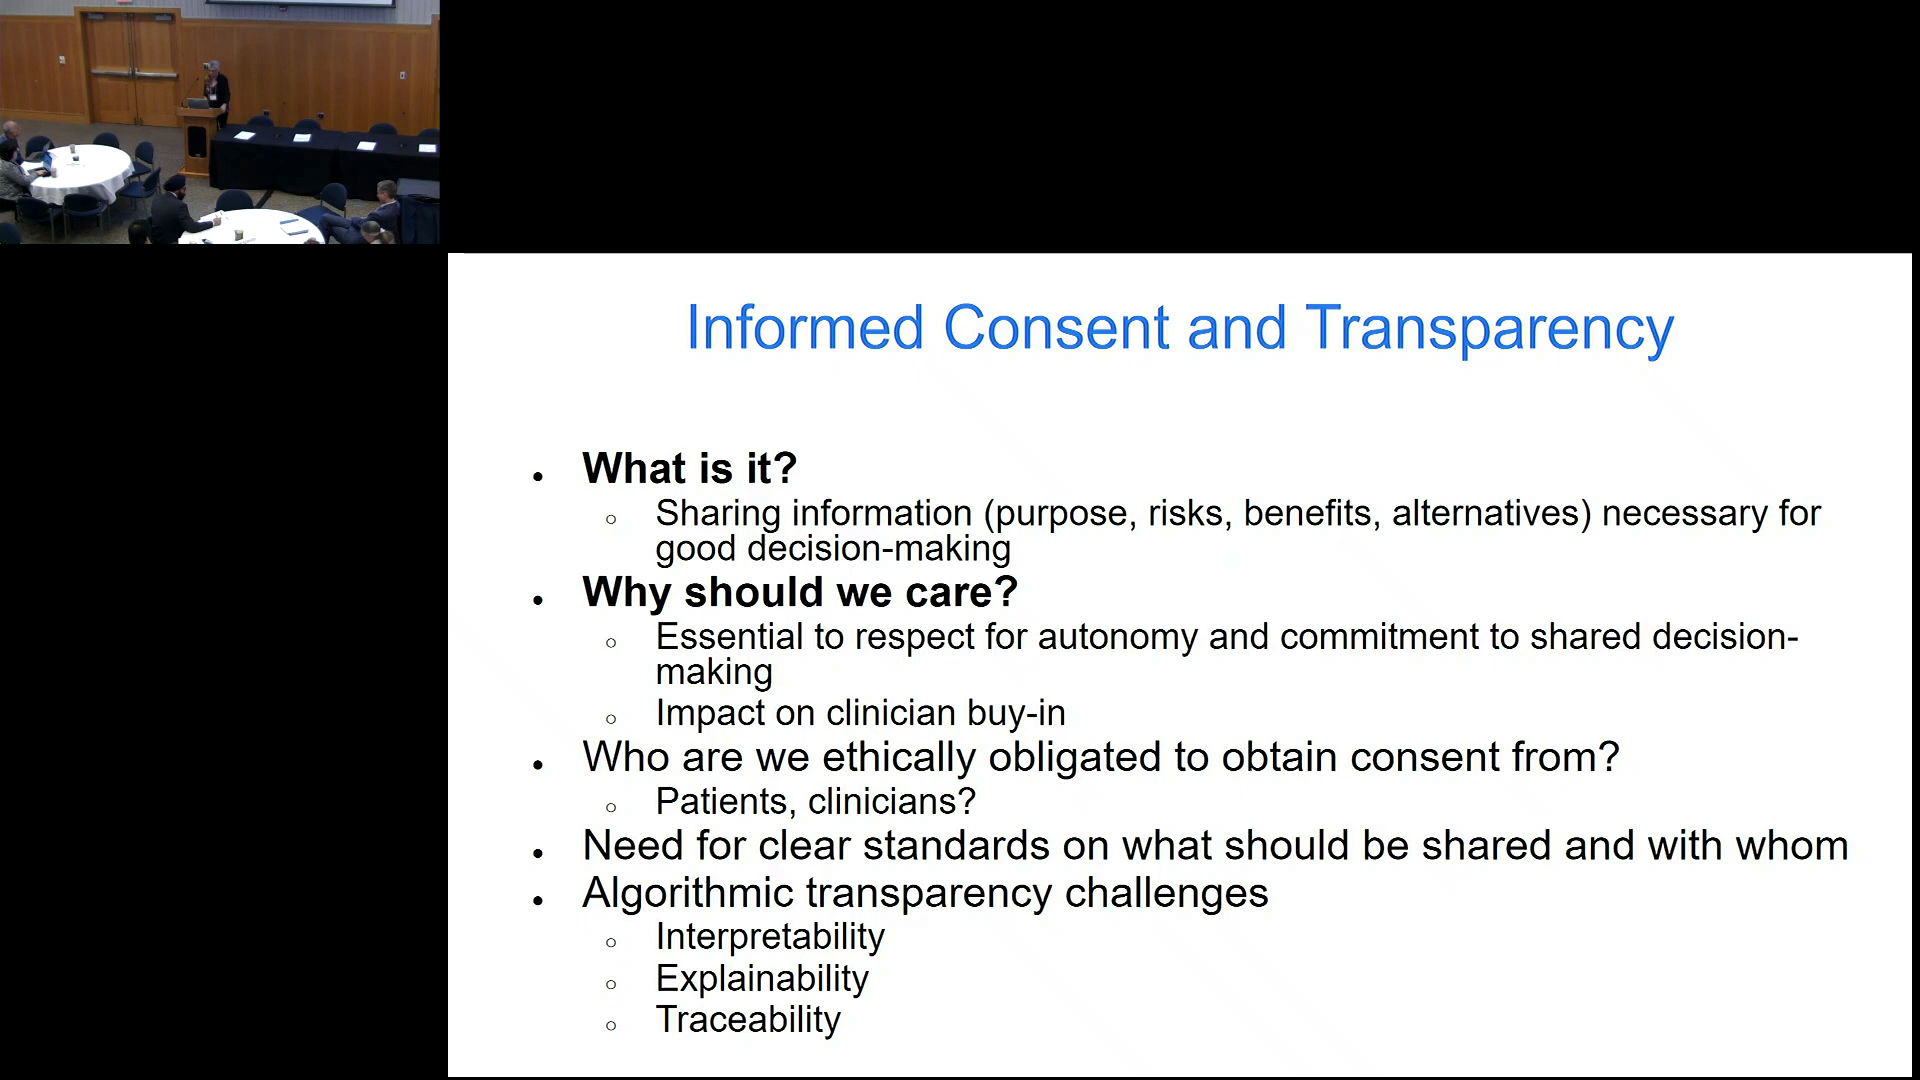 Informed Consent and Transparency
• What is it?
○ Sharing information (purpose, risks, benefits, alternatives) necessary for
good decision-making
• Why should we care?
○ Essential to respect for autonomy and commitment to shared decision-
making
○ Impact on clinician buy-in
• Who are we ethically obligated to obtain consent from?
○ Patients, clinicians?
• Need for clear standards on what should be shared and with whom
• Algorithmic transparency challenges
○ Interpretability
○ Explainability
○ Traceability